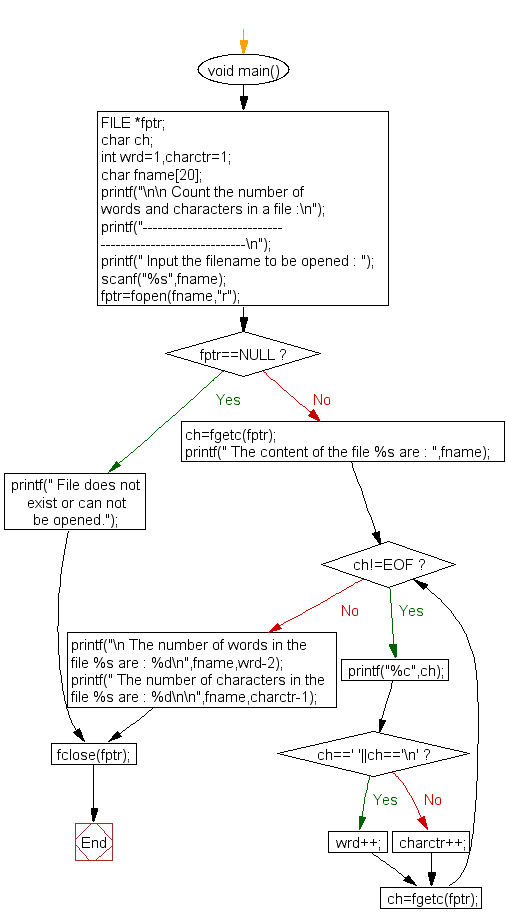 void main()
FILE *fptr;
char ch;
int wrd=1,charctr=1;
char fname[20];
printf("\n\n Count the number of
words and characters in a file :\n");
printf("----------------------------
-----------------------------\n");
printf(" Input the filename to be opened : ");
scanf("%s",fname);
fptr=fopen(fname,"r");
fptr==NULL ?
Yes
No
ch=fgetc(fptr);
printf(" The content of the file %s are : ",fname);
printf(" File does not
exist or can not
be opened.");
ch!=EOF ?
No
Yes
printf("\n The number of words in the
file %s are : %d\n",fname,wrd-2);
printf(" The number of characters in the
file %s are : %d\n\n",fname,charctr-1);
printf("%c",ch);
fclose(fptr);
ch==' '||ch=='\n' ?
Yes
No
End
wrd++;
charctr++;
ch=fgetc(fptr);